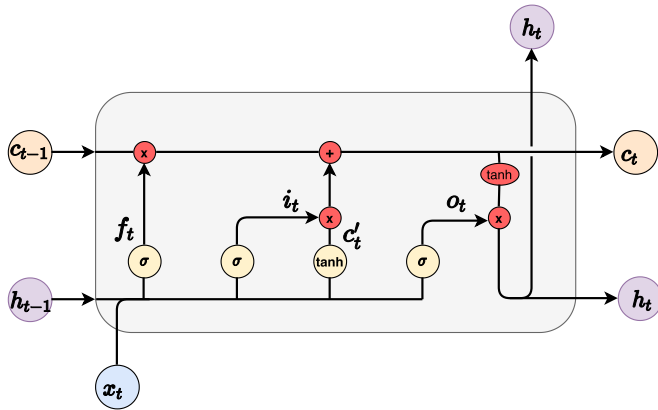 h_t
c_{t-1}
x
+
c_t
tanh
i_t
x
o_t
x
f_t
c'_t
σ
σ
tanh
σ
h_{t-1}
h_t
x_t